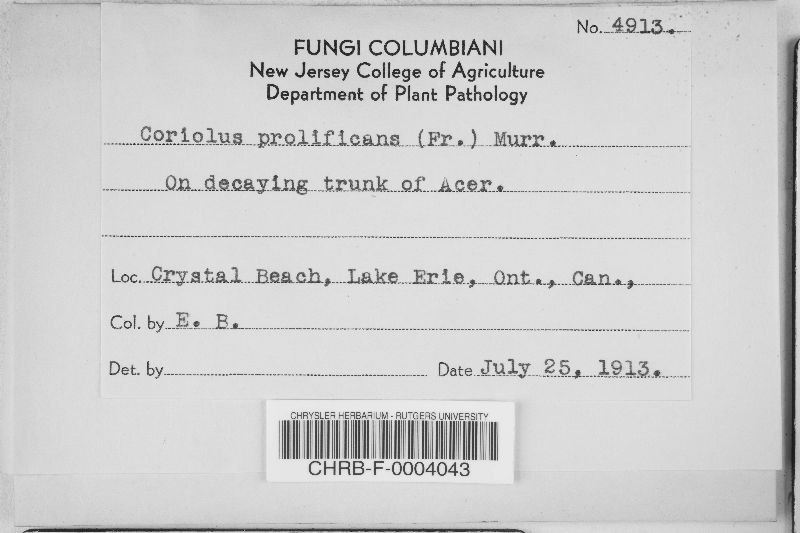 No. 4913.
FUNGI COLUMBIANI
New Jersey College of Agriculture
Department of Plant Pathology
Coriolus prolificans (Fr.) Murr.
On decaying trunk of Acer.
Loc. Crystal Beach, Lake Erie, Ont., Can.,
Col. by E. B.
Det. by
Date July 25, 1913.
CHRYSLER HERBARIUM - RUTGERS UNIVERSITY
CHRB-F-0004043